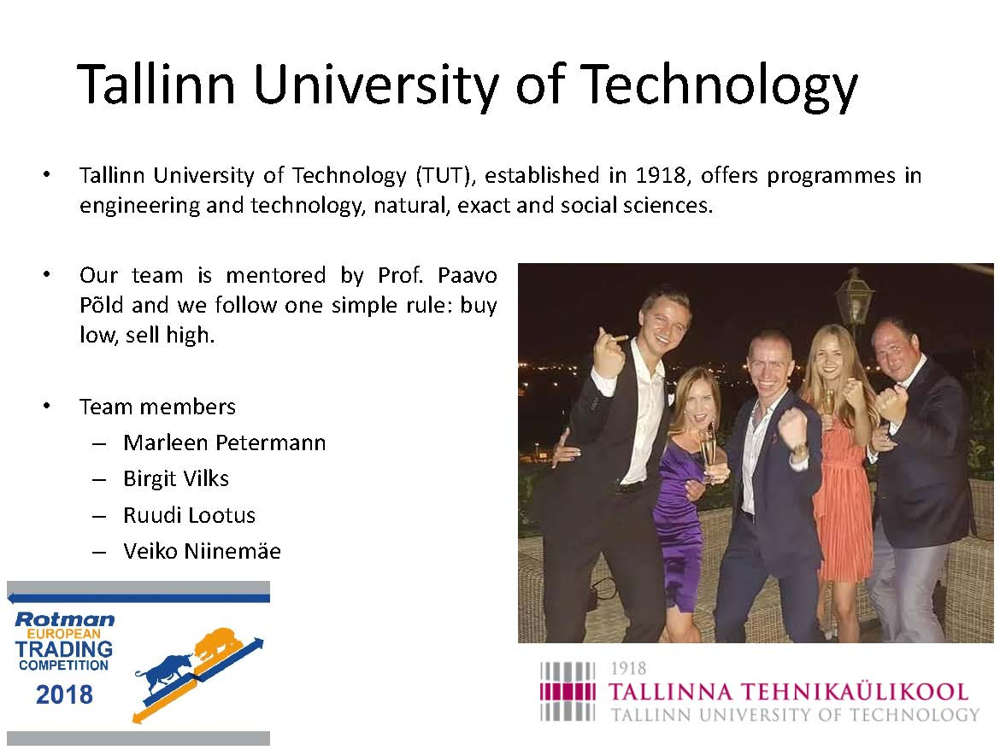 Tallinn University of Technology
• Tallinn University of Technology (TUT), established in 1918, offers programmes in
engineering and technology, natural, exact and social sciences.
• Our team is mentored by Prof. Paavo
Põld and we follow one simple rule: buy
low, sell high.
• Team members
– Marleen Petermann
– Birgit Vilks
– Ruudi Lootus
– Veiko Niinemäe
Rotman
EUROPEAN
TRADING
COMPETITION
2018
1918
TALLINNA TEHNIKAÜLIKOOL
TALLINN UNIVERSITY OF TECHNOLOGY